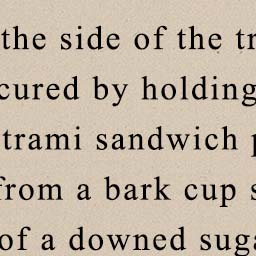 the side of the tr
cured by holding
trami sandwich p
from a bark cup s
of a downed suga